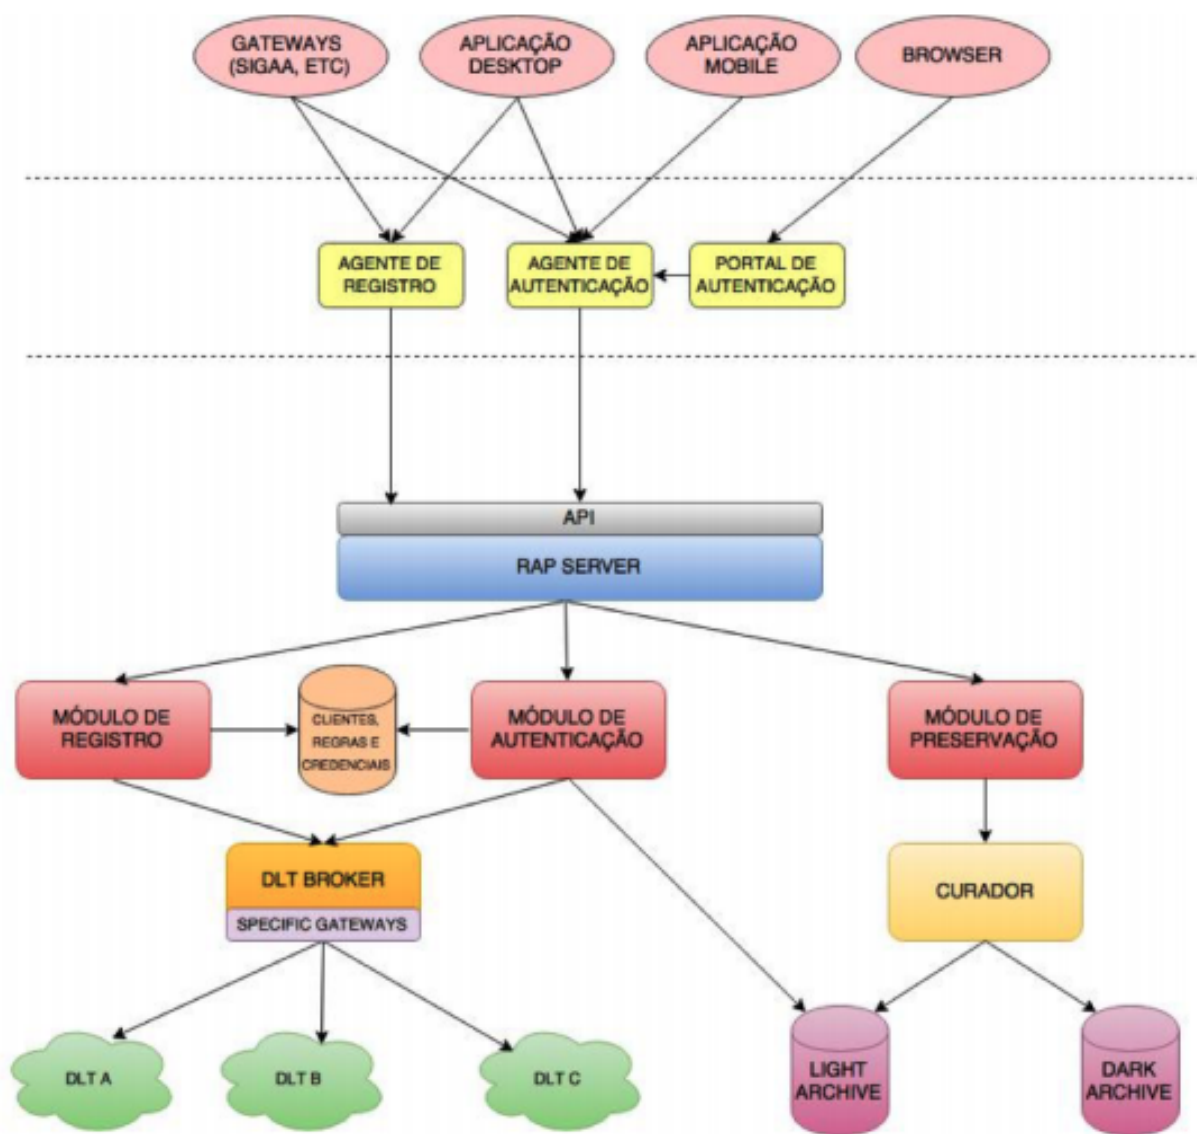 GATEWAYS
(SIGAA, ETC)
APLICAÇÃO
DESKTOP
APLICAÇÃO
MOBILE
BROWSER
AGENTE DE
REGISTRO
AGENTE DE
AUTENTICAÇÃO
PORTAL DE
AUTENTICAÇÃO
API
RAP SERVER
MÓDULO DE
REGISTRO
CLIENTES,
REGRAS E
CREDENCIAIS
MÓDULO DE
AUTENTICAÇÃO
MÓDULO DE
PRESERVAÇÃO
DLT BROKER
SPECIFIC GATEWAYS
CURADOR
DLT A
DLT B
DLT C
LIGHT
ARCHIVE
DARK
ARCHIVE